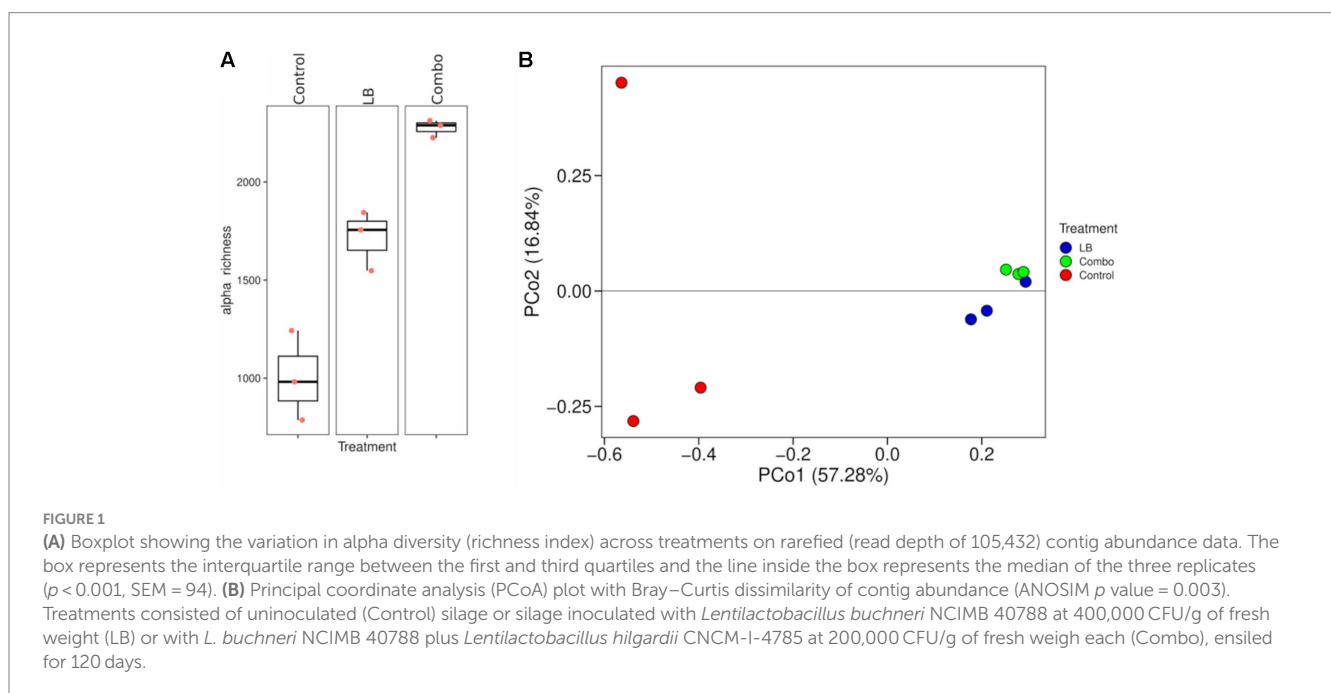 A
Control
LB
Combo
2000
1500
1000
alpha richness
Treatment
B
0.25
0.00
−0.25
PCo2 (16.84%)
−0.6 −0.4 −0.2 0.0 0.2
PCo1 (57.28%)
Treatment
LB
Combo
Control
FIGURE 1
(A) Boxplot showing the variation in alpha diversity (richness index) across treatments on rarefied (read depth of 105,432) contig abundance data. The
box represents the interquartile range between the first and third quartiles and the line inside the box represents the median of the three replicates
(p < 0.001, SEM = 94). (B) Principal coordinate analysis (PCoA) plot with Bray–Curtis dissimilarity of contig abundance (ANOSIM p value = 0.003).
Treatments consisted of uninoculated (Control) silage or silage inoculated with Lentilactobacillus buchneri NCIMB 40788 at 400,000 CFU/g of fresh
weight (LB) or with L. buchneri NCIMB 40788 plus Lentilactobacillus hilgardii CNCM-I-4785 at 200,000 CFU/g of fresh weigh each (Combo), ensiled
for 120 days.